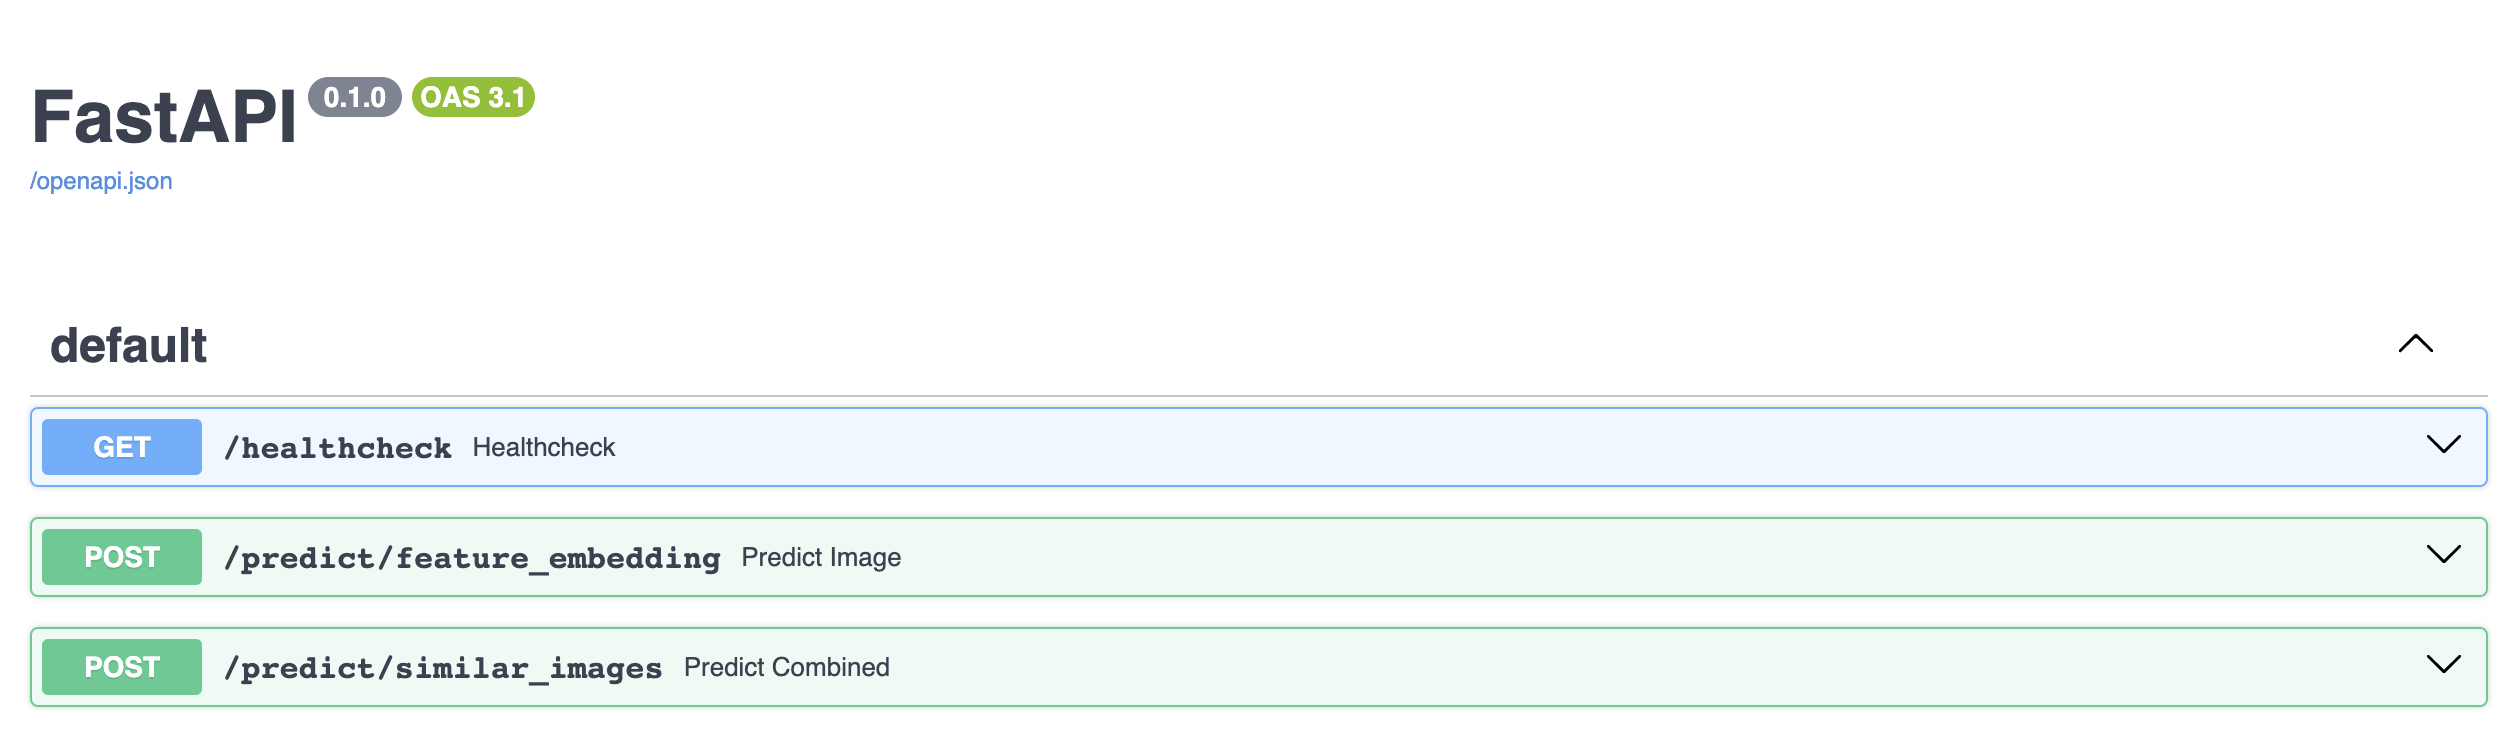 FastAPI 0.1.0 OAS 3.1
/openapi.json
default
GET /healthcheck Healthcheck
POST /predict/feature_embedding Predict Image
POST /predict/similar_images Predict Combined